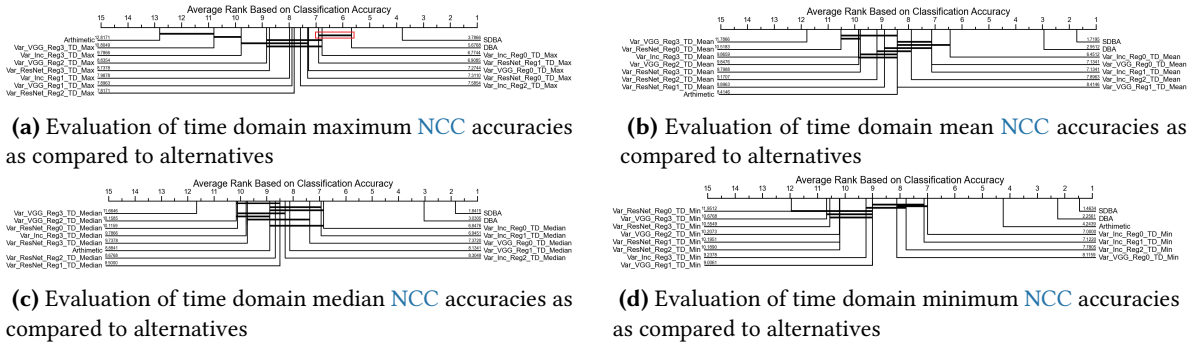 Average Rank Based on Classification Accuracy
15 14 13 12 11 10 9 8 7 6 5 4 3 2 1
Arthimetic
Var_VGG_Reg3_TD_Max
Var_Inc_Reg3_TD_Max
Var_VGG_Reg2_TD_Max
Var_ResNet_Reg3_TD_Max
Var_Inc_Reg1_TD_Max
Var_VGG_Reg1_TD_Max
Var_ResNet_Reg2_TD_Max
SDBA
DBA
Var_Inc_Reg0_TD_Max
Var_ResNet_Reg1_TD_Max
Var_VGG_Reg0_TD_Max
Var_ResNet_Reg0_TD_Max
Var_Inc_Reg2_TD_Max
(a) Evaluation of time domain maximum NCC accuracies
as compared to alternatives
Average Rank Based on Classification Accuracy
15 14 13 12 11 10 9 8 7 6 5 4 3 2 1
Var_VGG_Reg3_TD_Mean
Var_ResNet_Reg0_TD_Mean
Var_Inc_Reg3_TD_Mean
Var_VGG_Reg2_TD_Mean
Var_ResNet_Reg3_TD_Mean
Var_ResNet_Reg2_TD_Mean
Var_ResNet_Reg1_TD_Mean
Arthimetic
SDBA
DBA
Var_Inc_Reg0_TD_Mean
Var_VGG_Reg0_TD_Mean
Var_Inc_Reg1_TD_Mean
Var_Inc_Reg2_TD_Mean
Var_VGG_Reg1_TD_Mean
(b) Evaluation of time domain mean NCC accuracies as
compared to alternatives
Average Rank Based on Classification Accuracy
15 14 13 12 11 10 9 8 7 6 5 4 3 2 1
Var_VGG_Reg3_TD_Median
Var_VGG_Reg2_TD_Median
Var_ResNet_Reg0_TD_Median
Var_Inc_Reg3_TD_Median
Var_ResNet_Reg3_TD_Median
Arthimetic
Var_ResNet_Reg2_TD_Median
Var_ResNet_Reg1_TD_Median
SDBA
DBA
Var_Inc_Reg0_TD_Median
Var_Inc_Reg1_TD_Median
Var_VGG_Reg0_TD_Median
Var_VGG_Reg1_TD_Median
Var_Inc_Reg2_TD_Median
(c) Evaluation of time domain median NCC accuracies as
compared to alternatives
Average Rank Based on Classification Accuracy
15 14 13 12 11 10 9 8 7 6 5 4 3 2 1
Var_ResNet_Reg0_TD_Min
Var_VGG_Reg3_TD_Min
Var_ResNet_Reg3_TD_Min
Var_VGG_Reg2_TD_Min
Var_ResNet_Reg1_TD_Min
Var_ResNet_Reg2_TD_Min
Var_Inc_Reg3_TD_Min
Var_VGG_Reg1_TD_Min
SDBA
DBA
Arthimetic
Var_Inc_Reg0_TD_Min
Var_Inc_Reg1_TD_Min
Var_Inc_Reg2_TD_Min
Var_VGG_Reg0_TD_Min
(d) Evaluation of time domain minimum NCC accuracies
as compared to alternatives